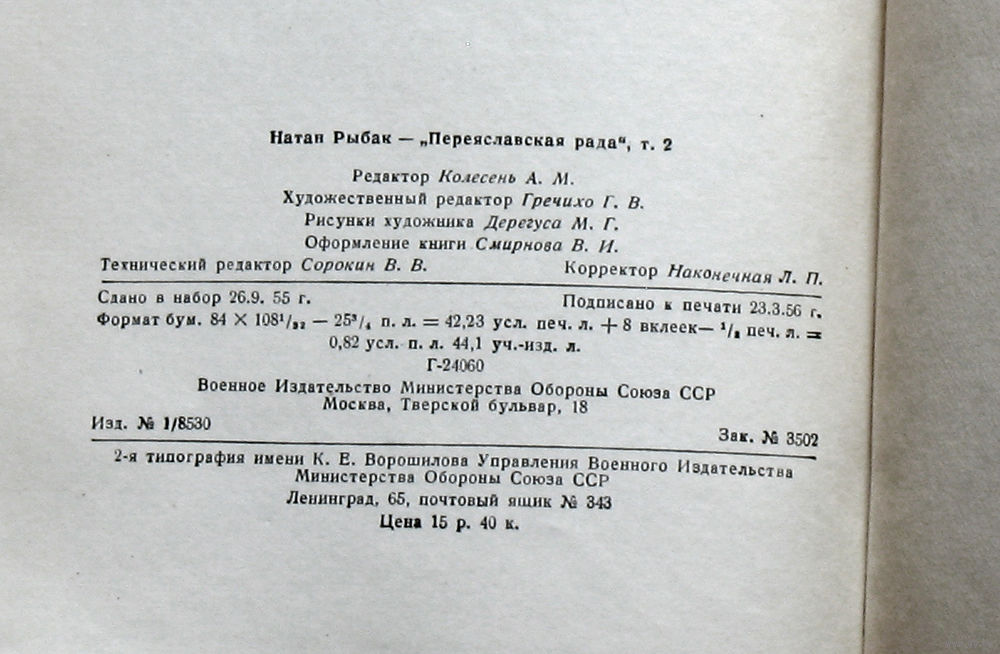 Натан Рыбак — „Переяславская рада“, т. 2
Редактор Колесень А. М.
Художественный редактор Гречихо Г. В.
Рисунки художника Дерегуса М. Г.
Оформление книги Смирнова В. И.
Технический редактор Сорокин В. В. Корректор Наконечная Л. П.
Сдано в набор 26.9. 55 г. Подписано к печати 23.3.56 г.
Формат бум. 84 × 108¹/₃₂ — 25³/₄ п. л. = 42,23 усл. печ. л. + 8 вклеек— ¹/₂ печ. л. =
0,82 усл. п. л. 44,1 уч.-изд. л.
Г-24060
Военное Издательство Министерства Обороны Союза ССР
Москва, Тверской бульвар, 18
Изд. № 1/8530 Зак. № 3502
2-я типография имени К. Е. Ворошилова Управления Военного Издательства
Министерства Обороны Союза ССР
Ленинград, 65, почтовый ящик № 343
Цена 15 р. 40 к.